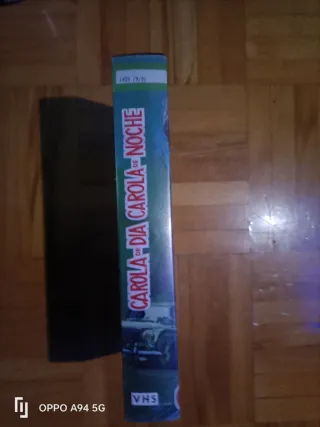 CAROLA DE DIA CAROLA DE NOCHE
VHS
OPPO A94 5G